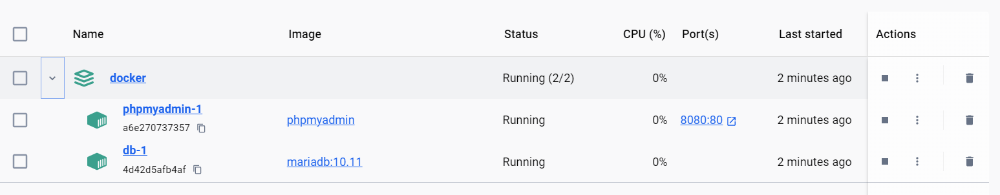 Name Image Status CPU (%) Port(s) Last started Actions
docker Running (2/2) 0% 2 minutes ago
phpmyadmin-1
a6e270737357
phpmyadmin Running 0% 8080:80 2 minutes ago
db-1
4d42d5afb4af
mariadb:10.11 Running 0% 2 minutes ago